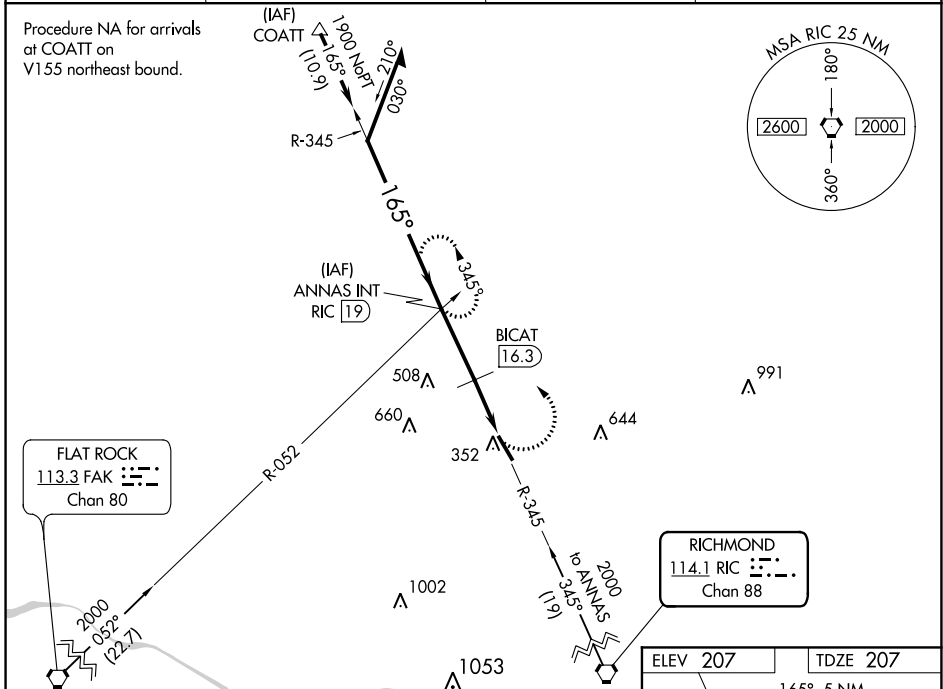 Procedure NA for arrivals
at COATT on
V155 northeast bound.
(IAF)
COATT
1900 NoPT
165°
(10.9)
210°
030°
R-345
165°
MSA RIC 25 NM
180°
2600
2000
360°
(IAF)
ANNAS INT
RIC 19
345°
BICAT
16.3
508
991
660
644
352
FLAT ROCK
113.3 FAK
Chan 80
R-052
R-345
RICHMOND
114.1 RIC
Chan 88
2000
to ANNAS
345°
(19)
1002
2000
052°
(22.7)
1053
ELEV 207
TDZE 207
165° 5 NM